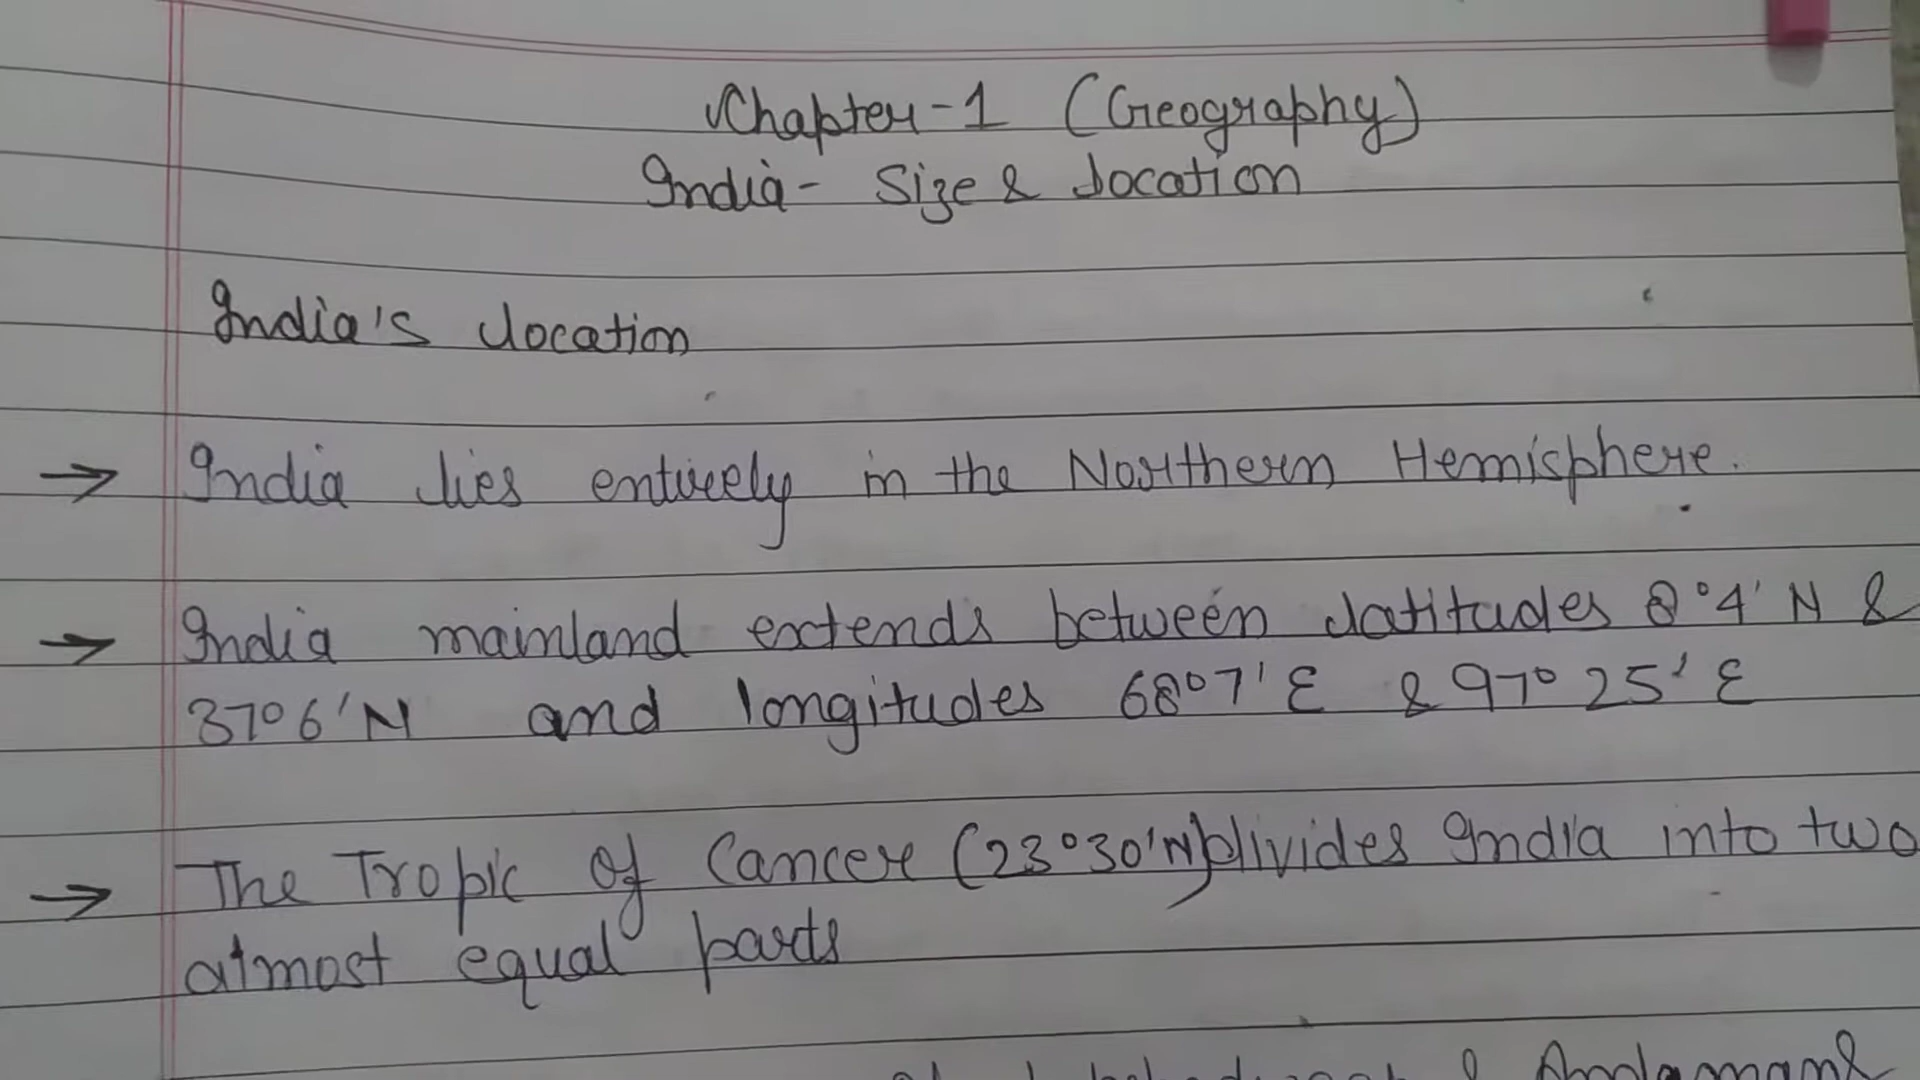 Chapter-1 (Geography)
India- Size & Location
India's location
→ India lies entirely in the Northern Hemisphere.
→ India mainland extends between latitudes 8°4'N &
37°6'N and longitudes 68°7'E & 97°25'E
→ The Tropic of Cancer (23°30'N) divides India into two
almost equal parts
& Andaman &